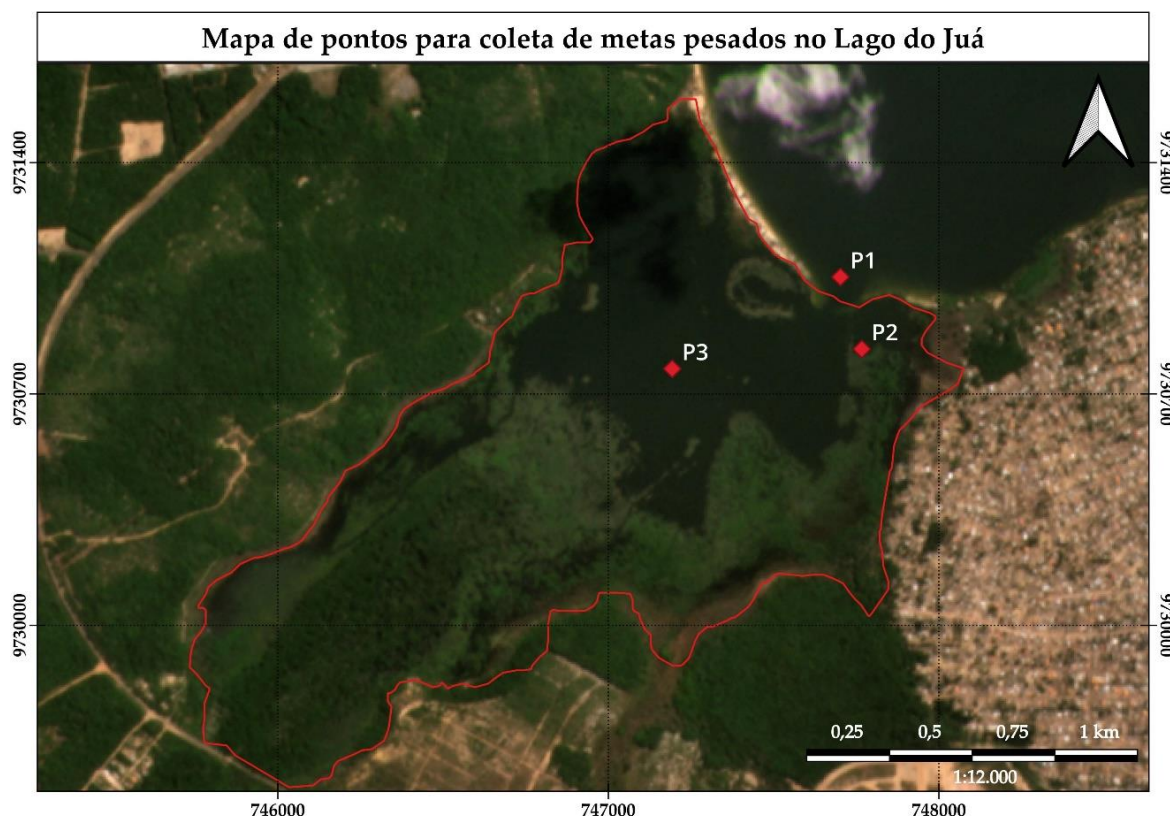 Mapa de pontos para coleta de metas pesados no Lago do Juá
9731400
9731400
P1
P2
P3
9730700
9730700
9730000
9730000
0,25 0,5 0,75 1 km
1:12.000
746000 747000 748000